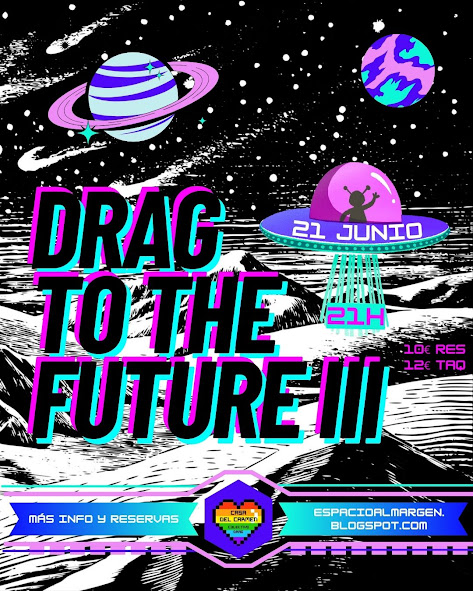 DRAG
TO THE
FUTURE III
21 JUNIO
21H
10€ RES
12€ TAQ
MÁS INFO Y RESERVAS
CASA
DEL CARMEN
ESPACIOALMARGEN.
BLOGSPOT.COM